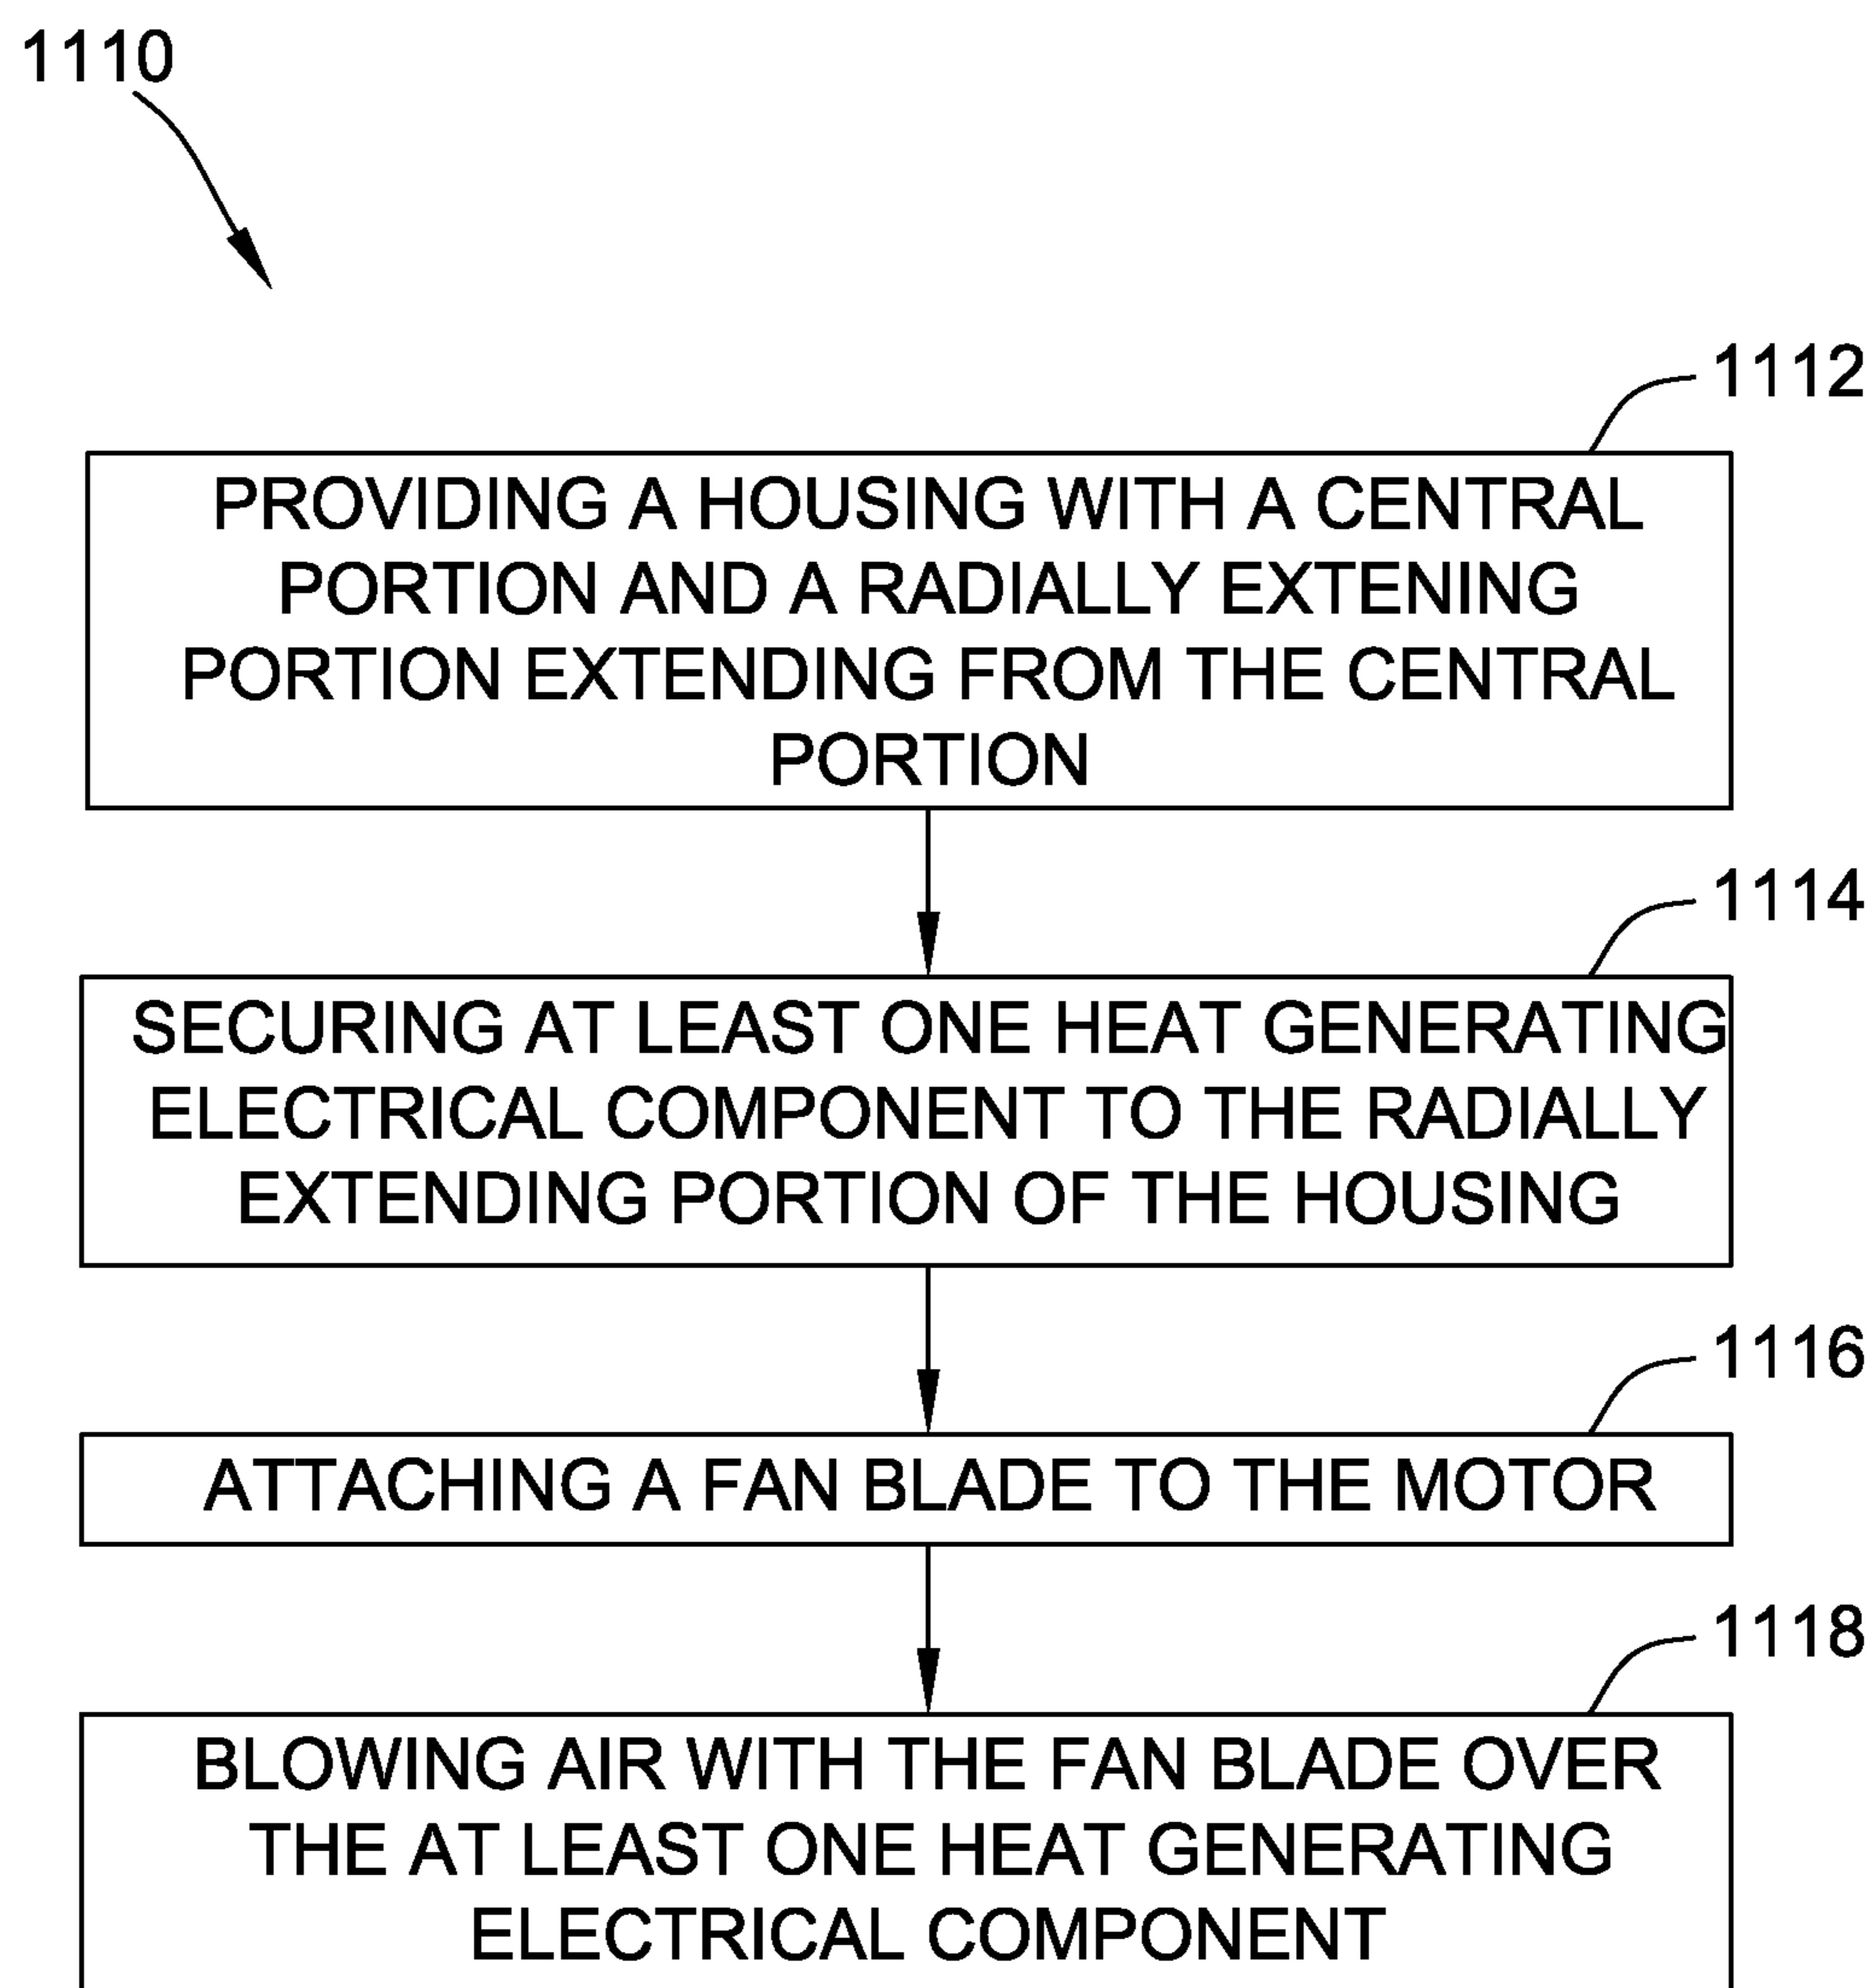 1110
1112
PROVIDING A HOUSING WITH A CENTRAL
PORTION AND A RADIALLY EXTENING
PORTION EXTENDING FROM THE CENTRAL
PORTION
1114
SECURING AT LEAST ONE HEAT GENERATING
ELECTRICAL COMPONENT TO THE RADIALLY
EXTENDING PORTION OF THE HOUSING
1116
ATTACHING A FAN BLADE TO THE MOTOR
1118
BLOWING AIR WITH THE FAN BLADE OVER
THE AT LEAST ONE HEAT GENERATING
ELECTRICAL COMPONENT